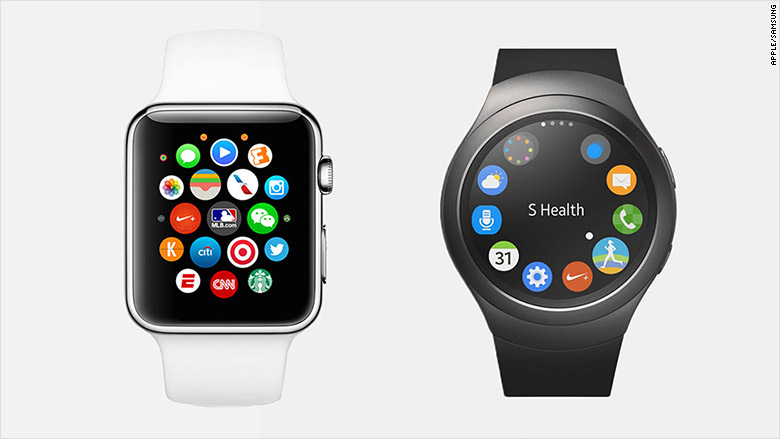 APPLE/SAMSUNG
MLB.com
citi
K
E
CNN
S Health
31